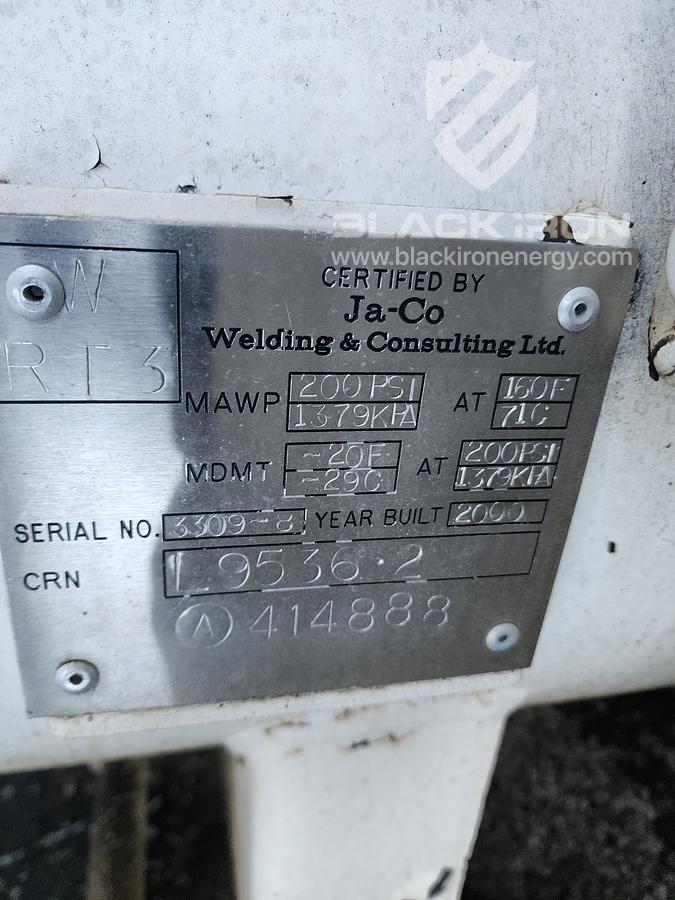 BLACK IRON
www.blackironenergy.com
W
RT3
CERTIFIED BY
Ja-Co
Welding & Consulting Ltd.
MAWP 200 PSI AT 160F
1379KPA 71C
MDMT -20F AT 200PSI
-29C 1379KPA
SERIAL NO. 3309-8 YEAR BUILT 2000
CRN L9536.2
A 414888